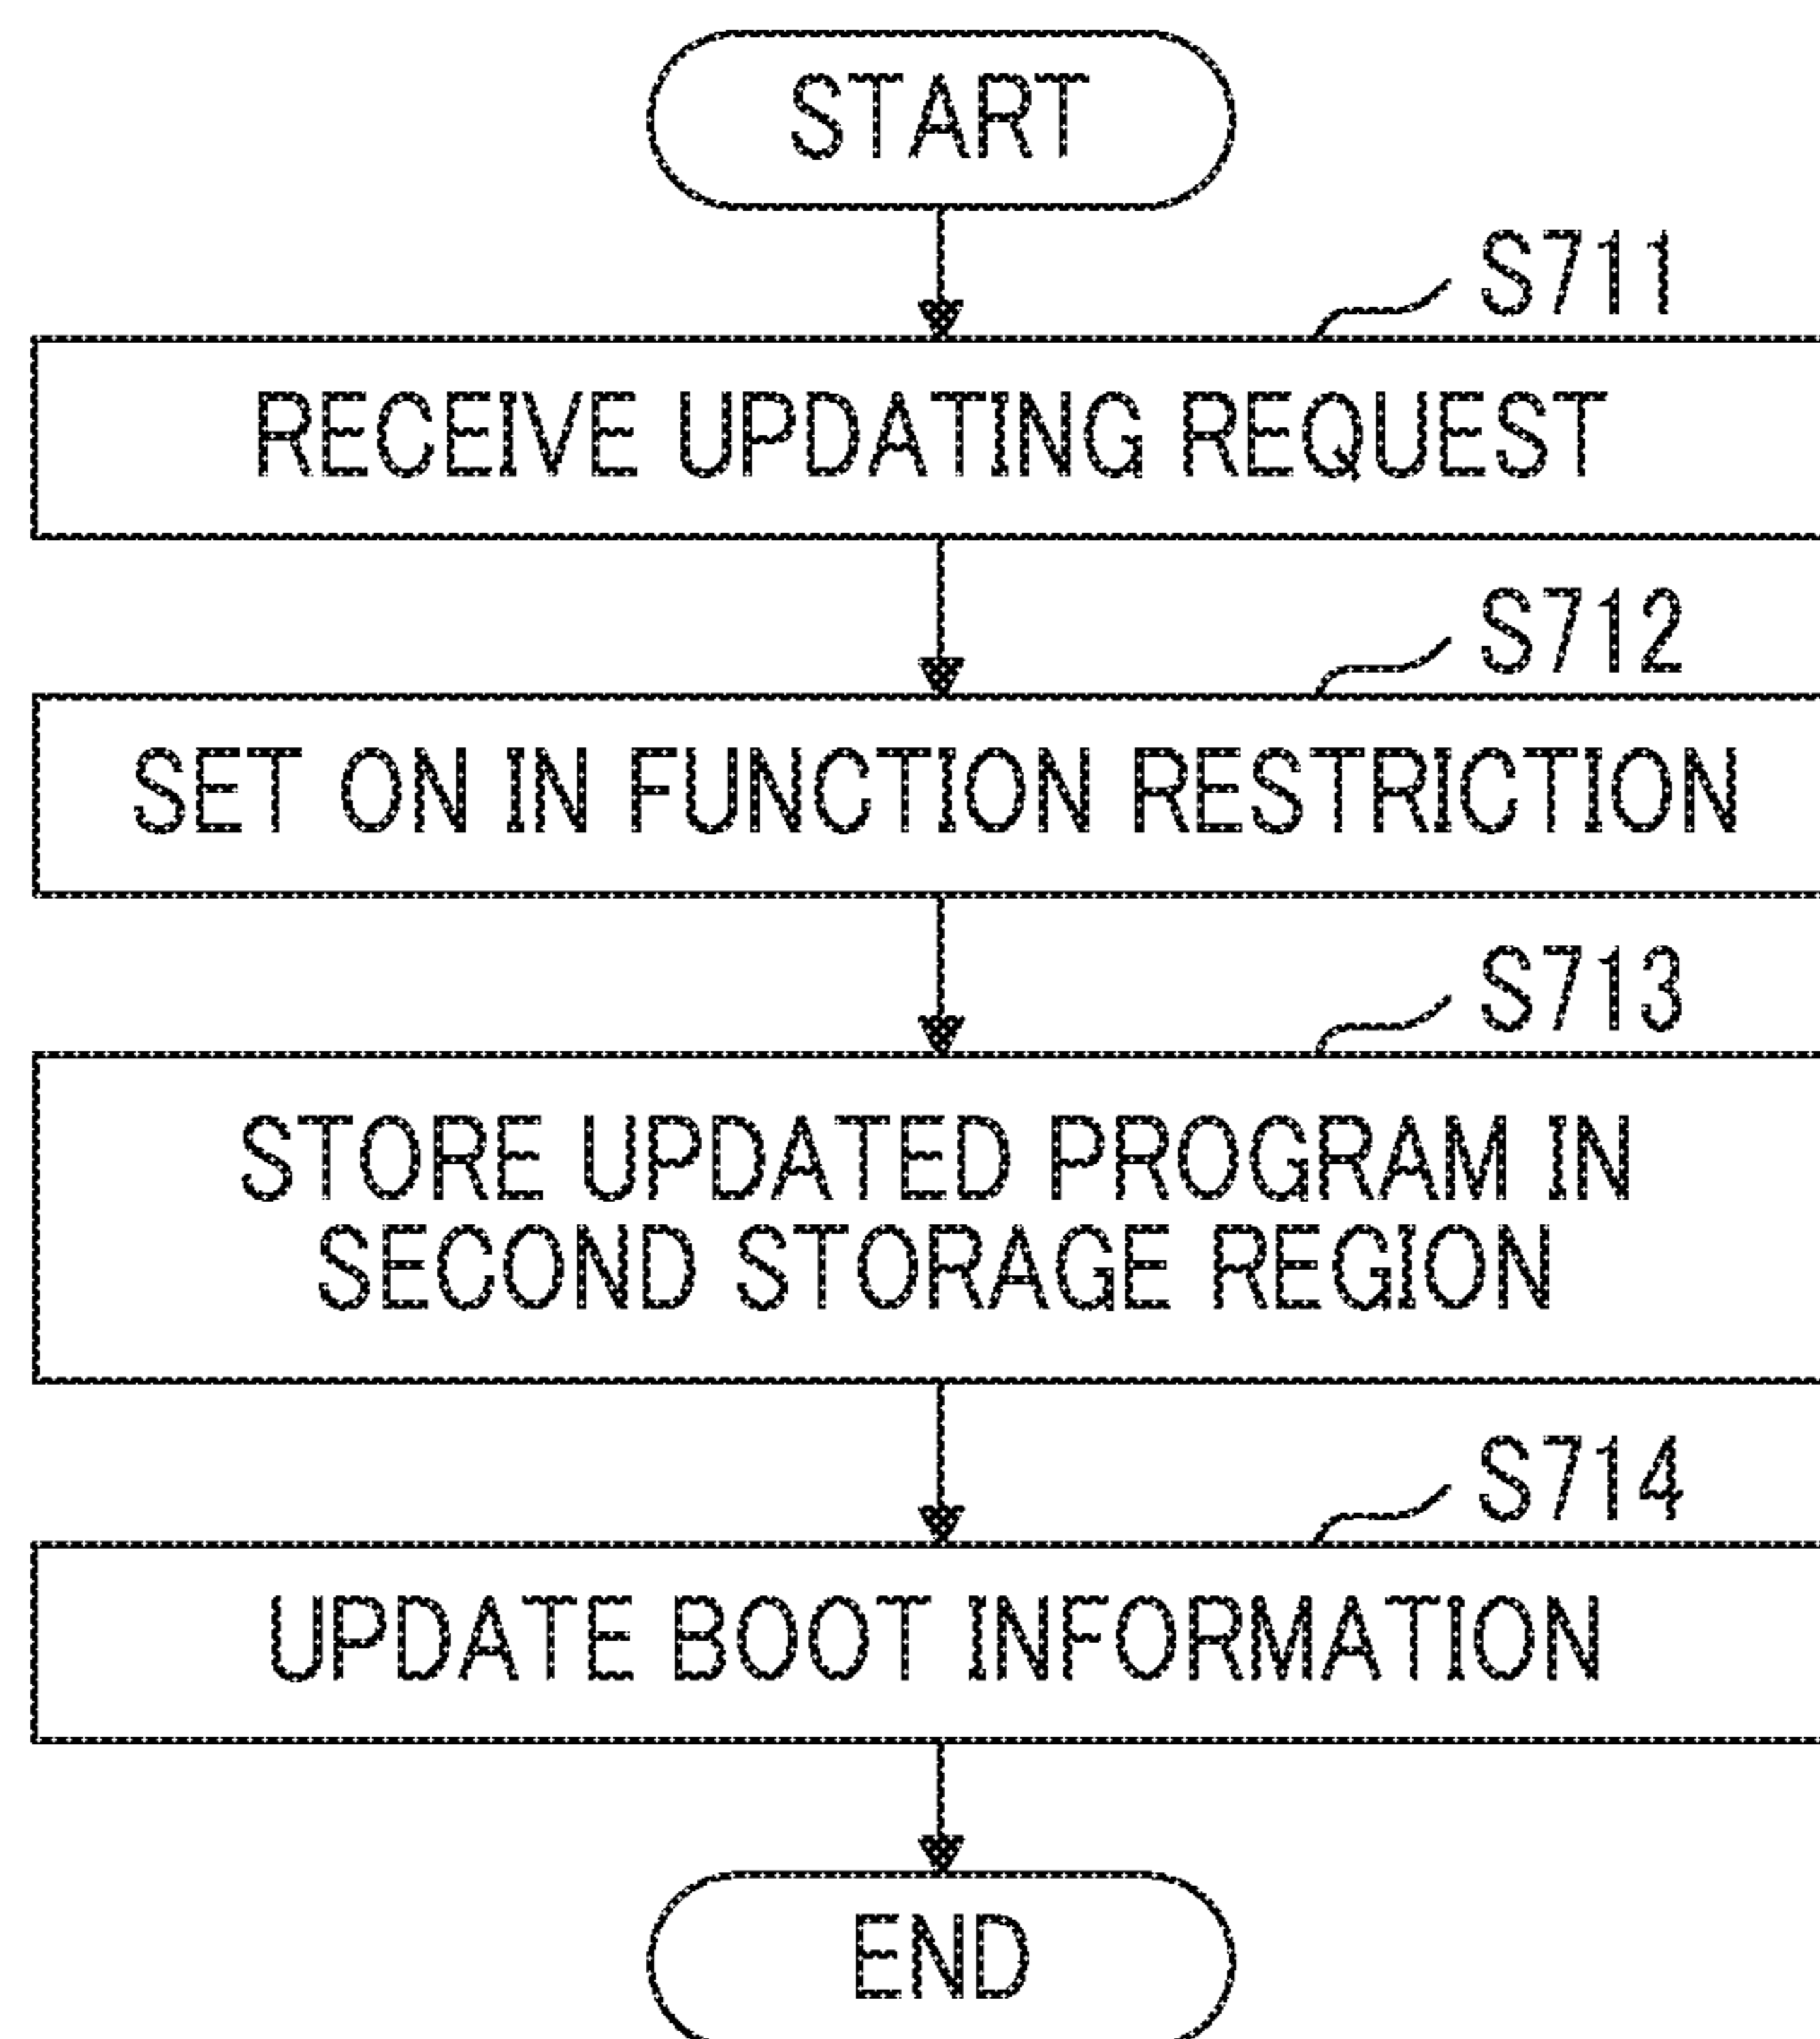 START
S711
RECEIVE UPDATING REQUEST
S712
SET ON IN FUNCTION RESTRICTION
S713
STORE UPDATED PROGRAM IN
SECOND STORAGE REGION
S714
UPDATE BOOT INFORMATION
END